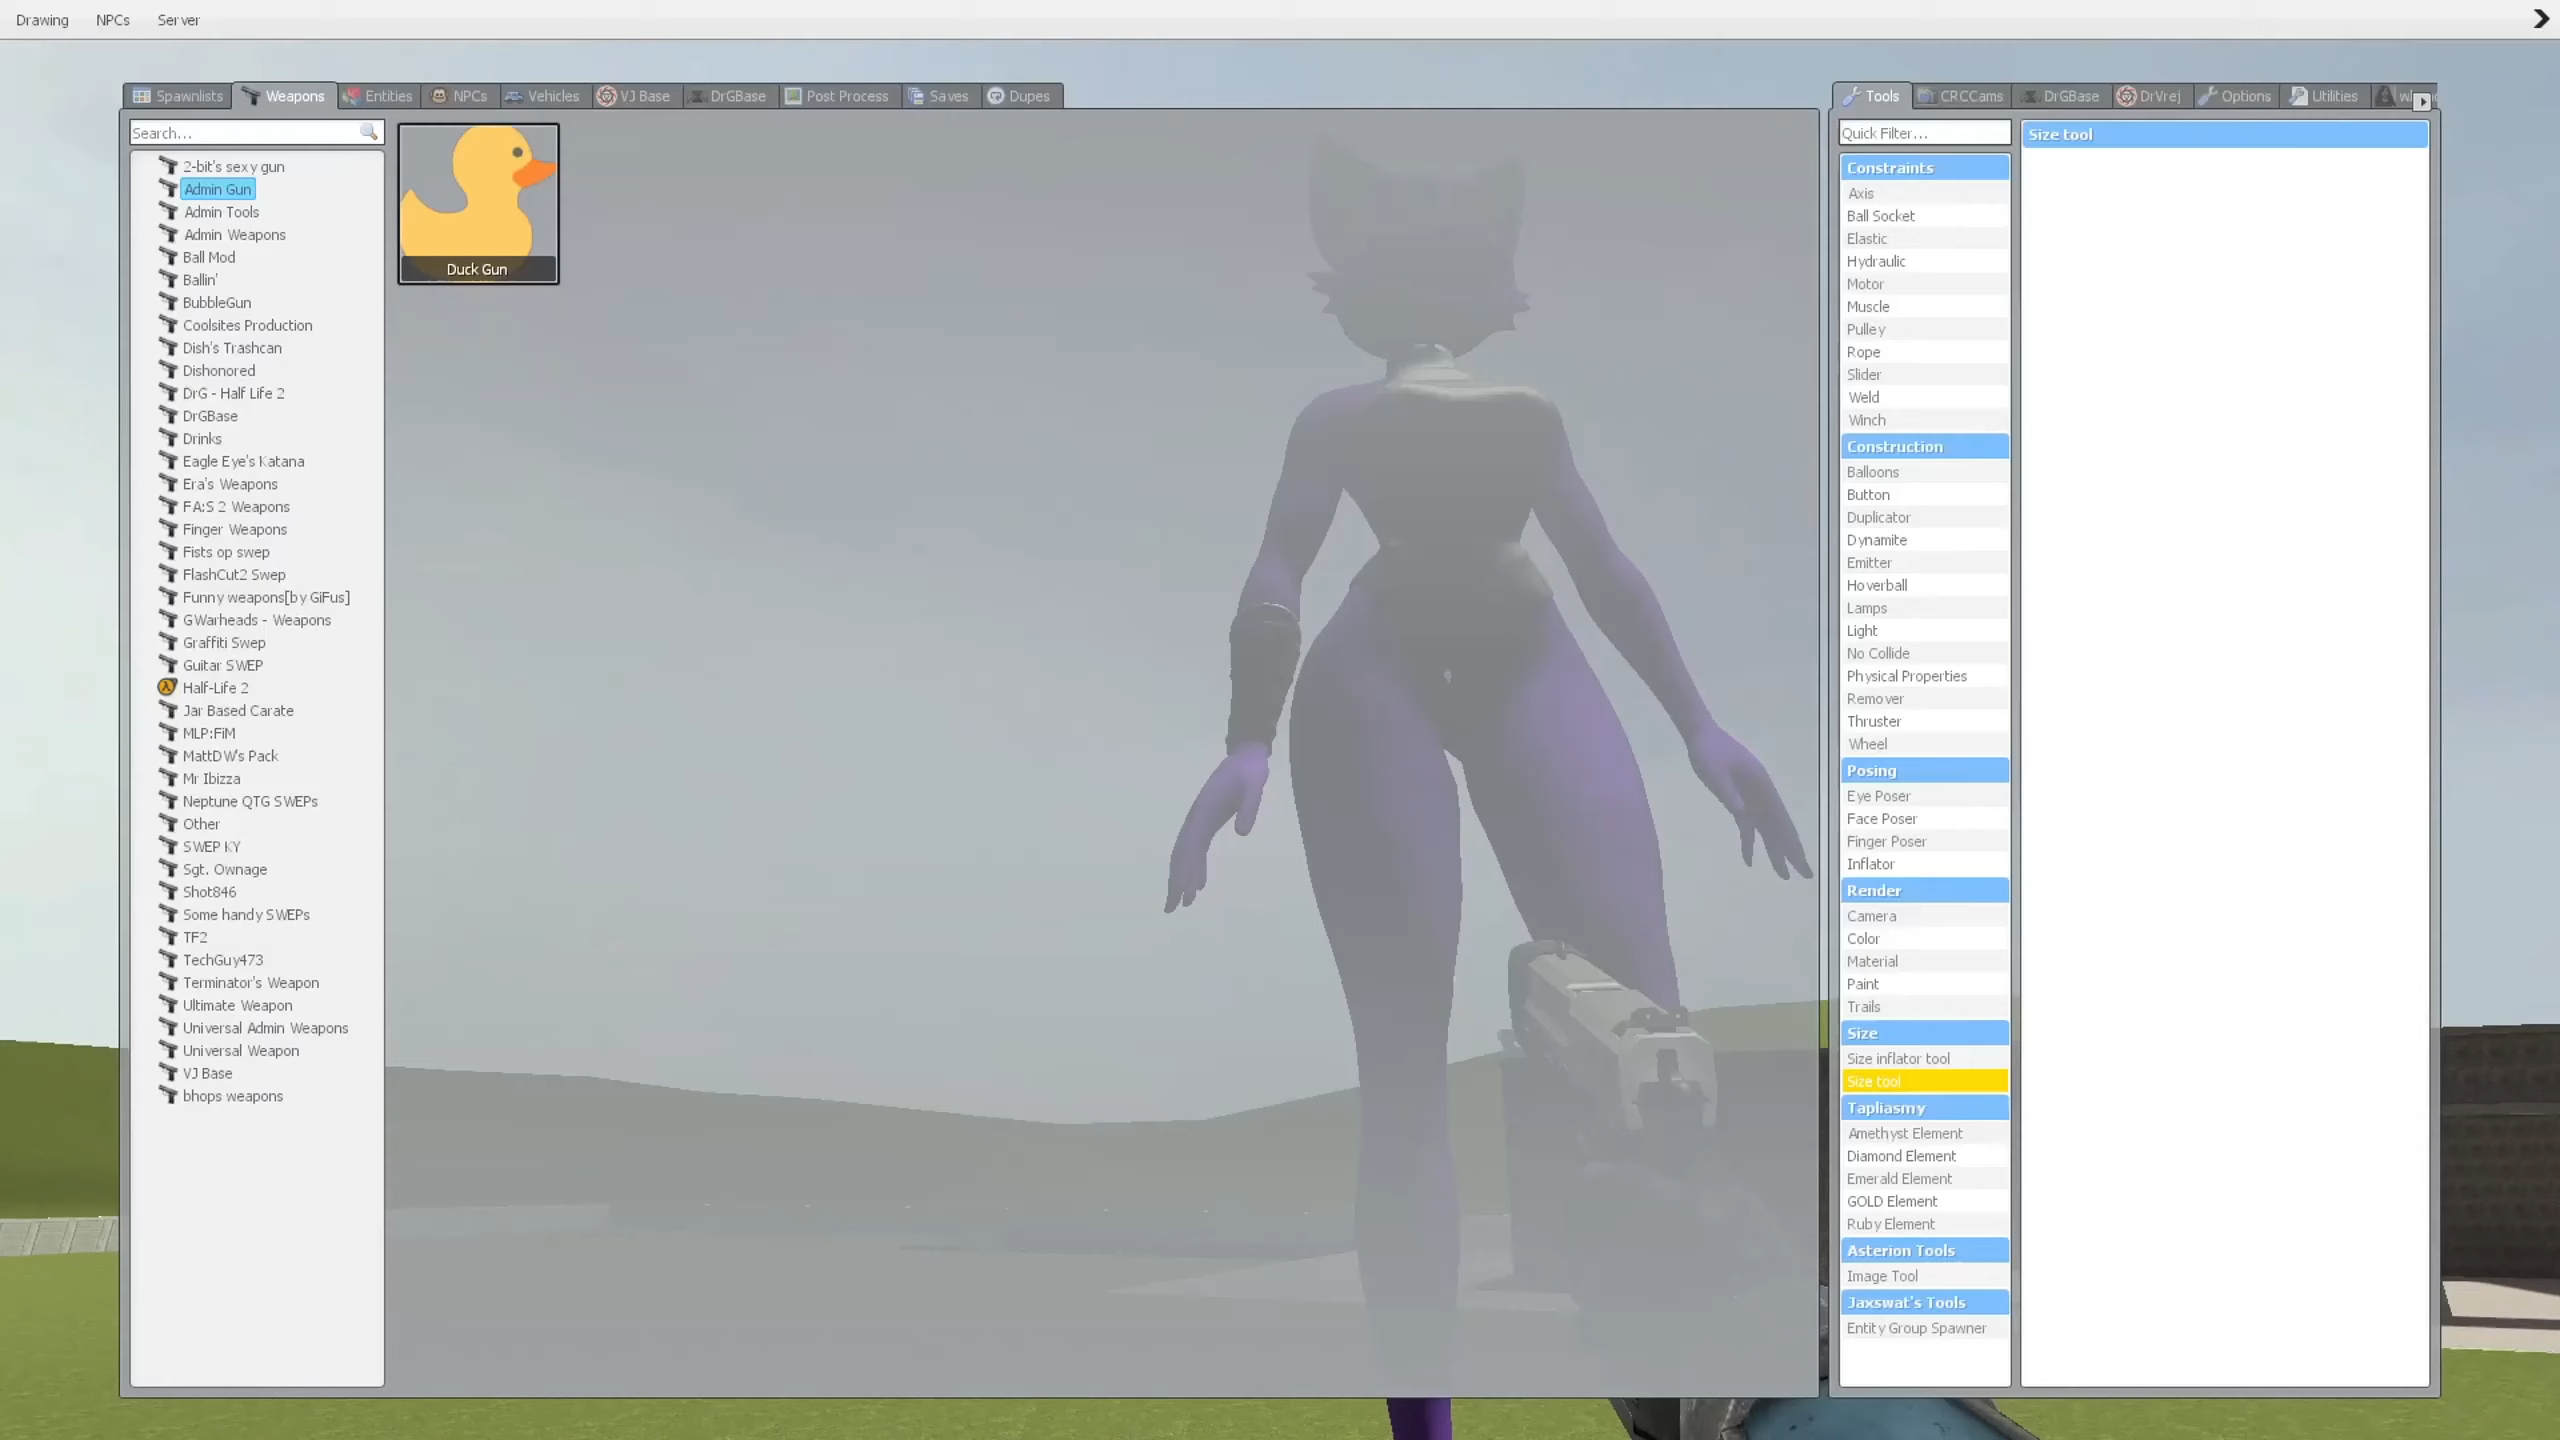 Drawing NPCs Server
Spawnlists Weapons Entities NPCs Vehicles VJ Base DrGBase Post Process Saves Dupes
Search...
2-bit's sexy gun
Admin Gun
Admin Tools
Admin Weapons
Ball Mod
Ballin'
BubbleGun
Coolsites Production
Dish's Trashcan
Dishonored
DrG - Half Life 2
DrGBase
Drinks
Eagle Eye's Katana
Era's Weapons
FA:S 2 Weapons
Finger Weapons
Fists op swep
FlashCut2 Swep
Funny weapons[by GiFus]
GWarheads - Weapons
Graffiti Swep
Guitar SWEP
Half-Life 2
Jar Based Carate
MLP:FiM
MattDW's Pack
Mr Ibizza
Neptune QTG SWEPs
Other
SWEP KY
Sgt. Ownage
Shot846
Some handy SWEPs
TF2
TechGuy473
Terminator's Weapon
Ultimate Weapon
Universal Admin Weapons
Universal Weapon
VJ Base
bhops weapons
Duck Gun
Tools CRCCams DrGBase DrVrej Options Utilities
Quick Filter...
Constraints
Axis
Ball Socket
Elastic
Hydraulic
Motor
Muscle
Pulley
Rope
Slider
Weld
Winch
Construction
Balloons
Button
Duplicator
Dynamite
Emitter
Hoverball
Lamps
Light
No Collide
Physical Properties
Remover
Thruster
Wheel
Posing
Eye Poser
Face Poser
Finger Poser
Inflator
Render
Camera
Color
Material
Paint
Trails
Size
Size inflator tool
Size tool
Tapliasmy
Amethyst Element
Diamond Element
Emerald Element
GOLD Element
Ruby Element
Asterion Tools
Image Tool
Jaxswat's Tools
Entity Group Spawner
Size tool